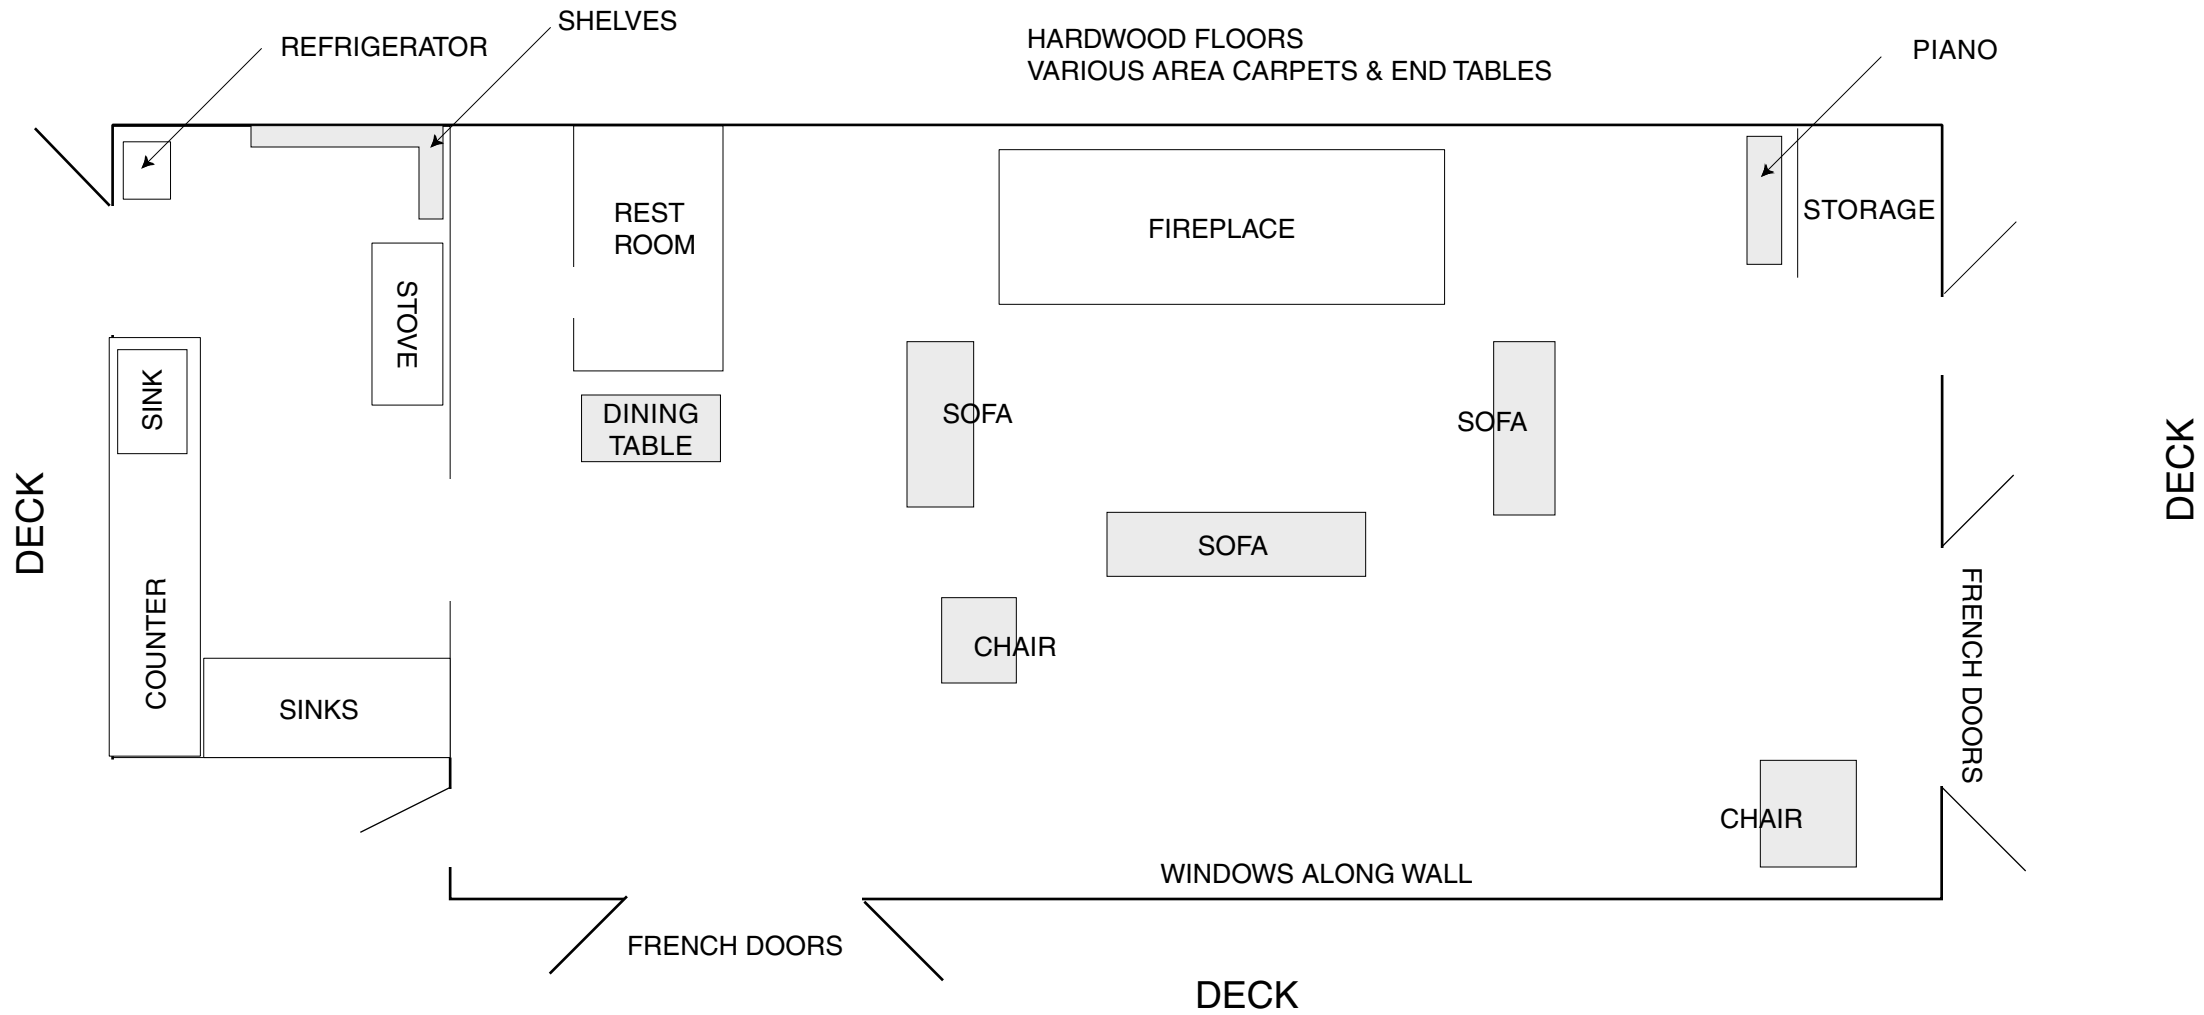 SHELVES
REFRIGERATOR
HARDWOOD FLOORS
VARIOUS AREA CARPETS & END TABLES
PIANO
REST
ROOM
FIREPLACE
STORAGE
STOVE
SINK
DINING
TABLE
SOFA
SOFA
DECK
DECK
SOFA
COUNTER
CHAIR
FRENCH DOORS
SINKS
CHAIR
WINDOWS ALONG WALL
FRENCH DOORS
DECK